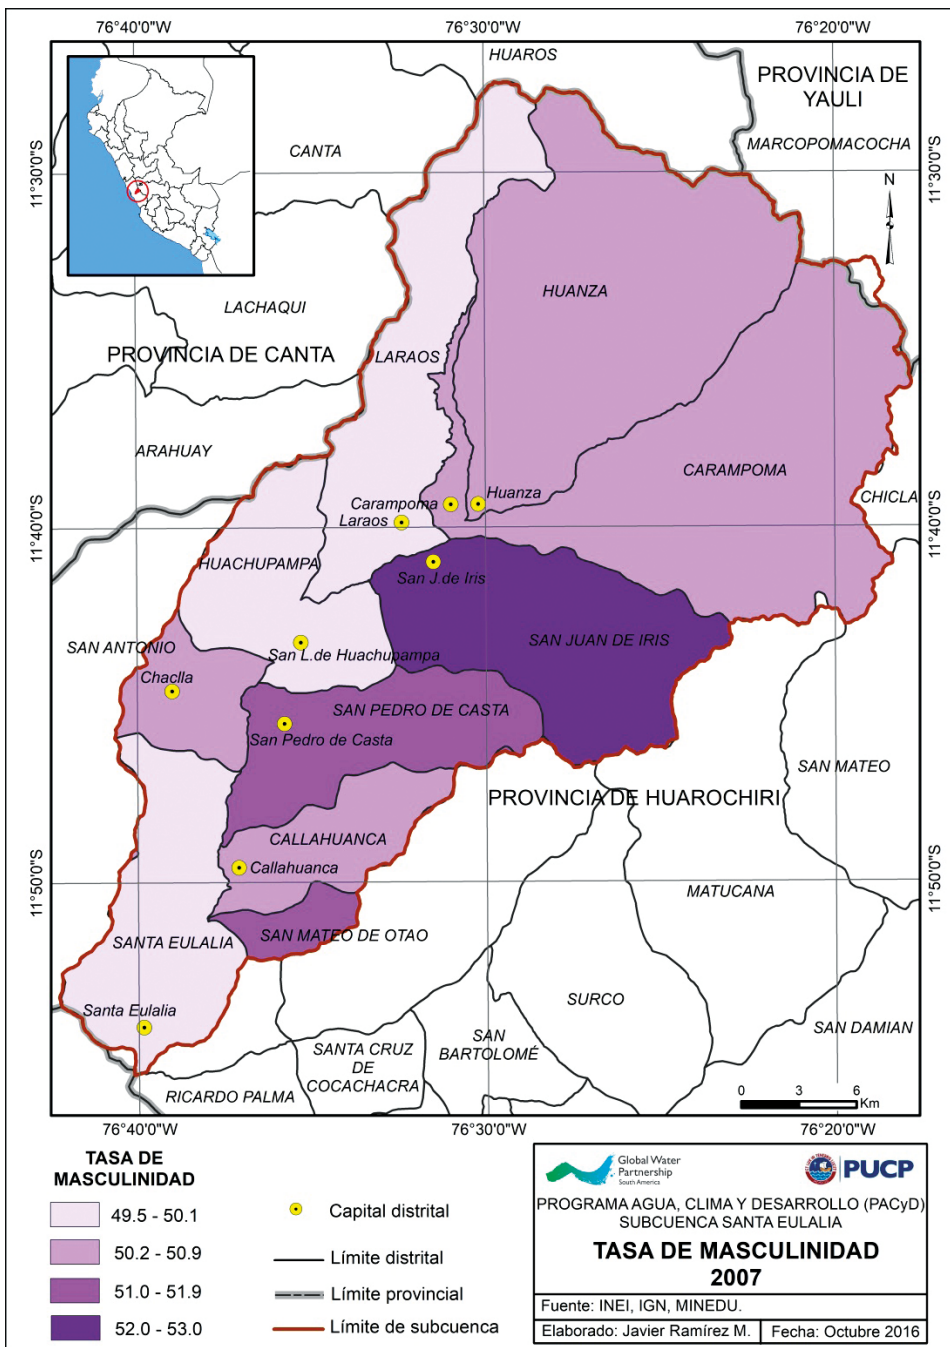 76°40'0"W
76°30'0"W
76°20'0"W
HUAROS
PROVINCIA DE
YAULI
MARCOPOMACOCHA
CANTA
11°30'0"S
11°30'0"S
N
HUANZA
LACHAQUI
PROVINCIA DE CANTA
LARAOS
ARAHUAY
CARAMPOMA
Huanza
Carampoma
CHICLA
Laraos
11°40'0"S
11°40'0"S
HUACHUPAMPA
San J.de Iris
SAN ANTONIO
SAN JUAN DE IRIS
San L.de Huachupampa
Chaclla
SAN PEDRO DE CASTA
San Pedro de Casta
SAN MATEO
PROVINCIA DE HUAROCHIRI
CALLAHUANCA
Callahuanca
11°50'0"S
11°50'0"S
MATUCANA
SANTA EULALIA
SAN MATEO DE OTAO
Santa Eulalia
SURCO
SAN DAMIAN
SAN
BARTOLOMÉ
SANTA CRUZ
DE
COCACHACRA
RICARDO PALMA
0 3 6
Km
76°40'0"W
76°30'0"W
76°20'0"W
TASA DE
MASCULINIDAD
49.5 - 50.1
50.2 - 50.9
51.0 - 51.9
52.0 - 53.0
Capital distrital
Límite distrital
Límite provincial
Límite de subcuenca
Global Water
Partnership
South America
PUCP
PROGRAMA AGUA, CLIMA Y DESARROLLO (PACyD)
SUBCUENCA SANTA EULALIA
TASA DE MASCULINIDAD
2007
Fuente: INEI, IGN, MINEDU.
Elaborado: Javier Ramírez M.
Fecha: Octubre 2016